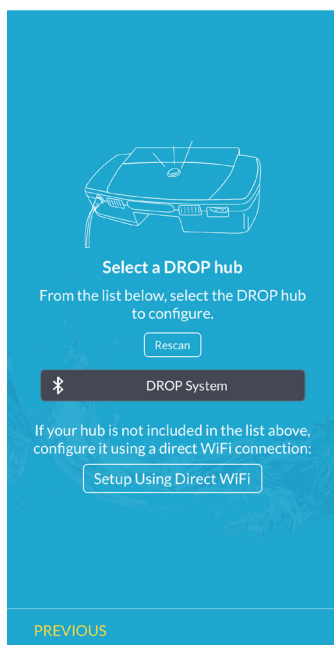 Select a DROP hub
From the list below, select the DROP hub
to configure.
Rescan
DROP System
If your hub is not included in the list above,
configure it using a direct WiFi connection:
Setup Using Direct WiFi
PREVIOUS